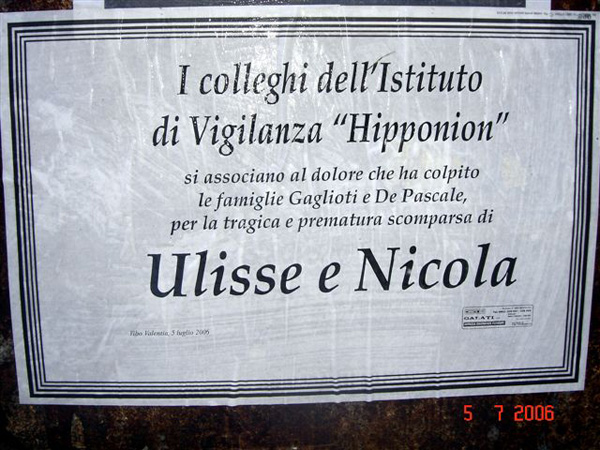 I colleghi dell'Istituto
di Vigilanza "Hipponion"
si associano al dolore che ha colpito
le famiglie Gaglioti e De Pascale,
per la tragica e prematura scomparsa di
Ulisse e Nicola
Vibo Valentia, 5 luglio 2006
GALATI
5 7 2006